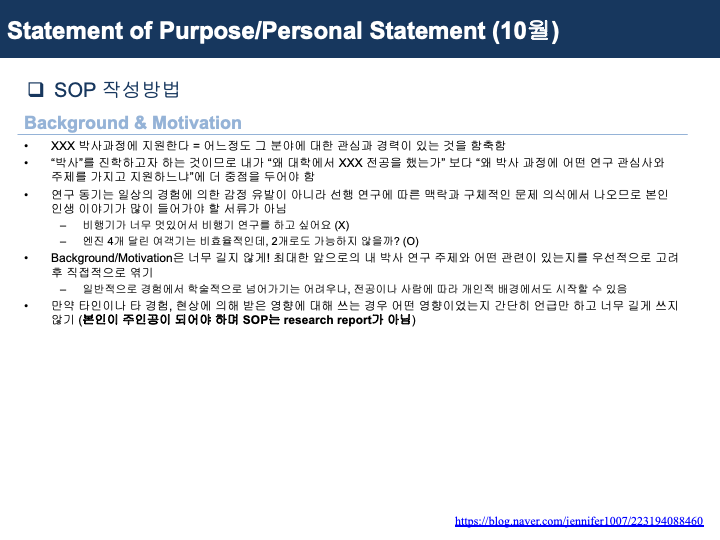 Statement of Purpose/Personal Statement (10월)
❑ SOP 작성방법
Background & Motivation
• XXX 박사과정에 지원한다 = 어느정도 그 분야에 대한 관심과 경력이 있는 것을 함축함
• “박사”를 진학하고자 하는 것이므로 내가 “왜 대학에서 XXX 전공을 했는가” 보다 “왜 박사 과정에 어떤 연구 관심사와
주제를 가지고 지원하느냐”에 더 중점을 두어야 함
• 연구 동기는 일상의 경험에 의한 감정 유발이 아니라 선행 연구에 따른 맥락과 구체적인 문제 의식에서 나오므로 본인
인생 이야기가 많이 들어가야 할 서류가 아님
– 비행기가 너무 멋있어서 비행기 연구를 하고 싶어요 (X)
– 엔진 4개 달린 여객기는 비효율적인데, 2개로도 가능하지 않을까? (O)
• Background/Motivation은 너무 길지 않게! 최대한 앞으로의 내 박사 연구 주제와 어떤 관련이 있는지를 우선적으로 고려
후 직접적으로 엮기
– 일반적으로 경험에서 학술적으로 넘어가기는 어려우나, 전공이나 사람에 따라 개인적 배경에서도 시작할 수 있음
• 만약 타인이나 타 경험, 현상에 의해 받은 영향에 대해 쓰는 경우 어떤 영향이었는지 간단히 언급만 하고 너무 길게 쓰지
않기 (본인이 주인공이 되어야 하며 SOP는 research report가 아님)
https://blog.naver.com/jennifer1007/223194088460